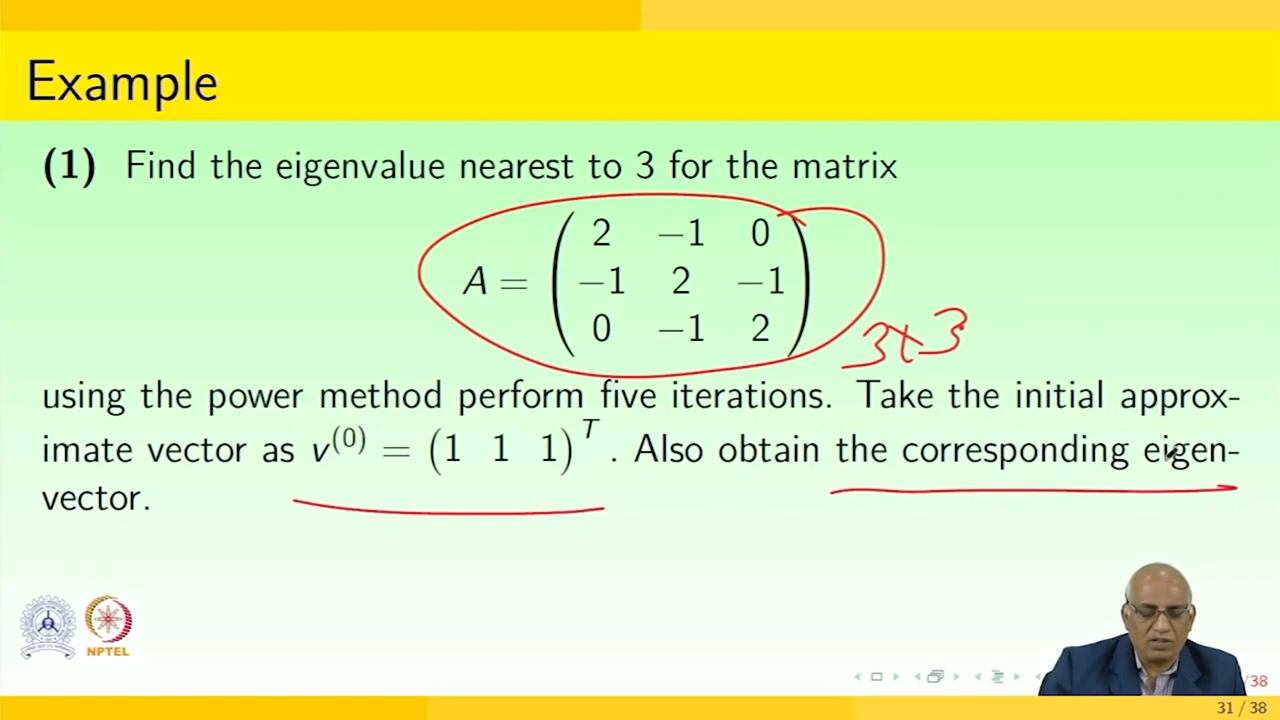 Example
(1) Find the eigenvalue nearest to 3 for the matrix
A = ( 2 −1 0
−1 2 −1
0 −1 2 )
3x3
using the power method perform five iterations. Take the initial approx-
imate vector as v^(0) = (1 1 1)^T. Also obtain the corresponding eigen-
vector.
NPTEL
/38
31 / 38